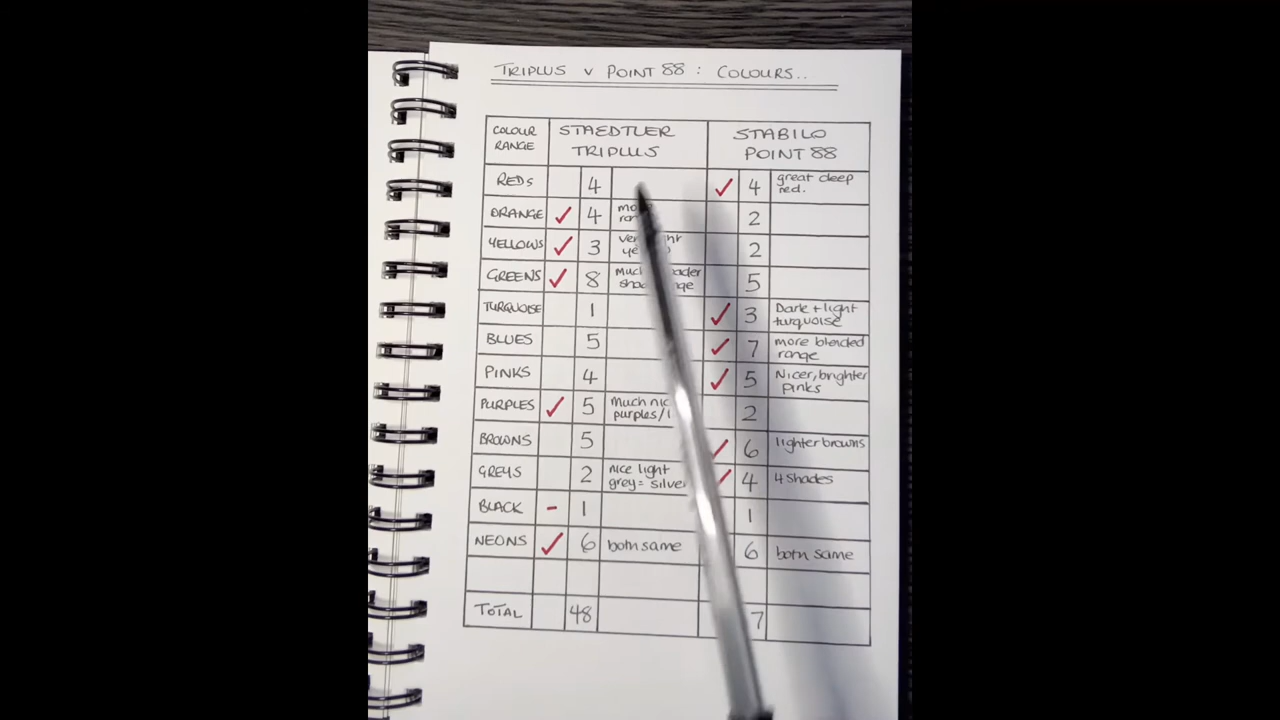 TRIPLUS V POINT 88 : COLOURS..
COLOUR RANGE STAEDTLER TRIPLUS STABILO POINT 88
REDS 4 ✓ 4 great deep red.
ORANGE ✓ 4 2
YELLOWS ✓ 3 2
GREENS ✓ 8 5
TURQUOISE 1 ✓ 3 Dark + light turquoise
BLUES 5 ✓ 7 more blended range
PINKS 4 ✓ 5 Nicer, brighter pinks
PURPLES ✓ 5 Much purples/ 2
BROWNS 5 ✓ 6 lighter browns
GREYS 2 nice light grey = silver ✓ 4 4 shades
BLACK - 1 1
NEONS ✓ 6 both same 6 both same
TOTAL 48 7